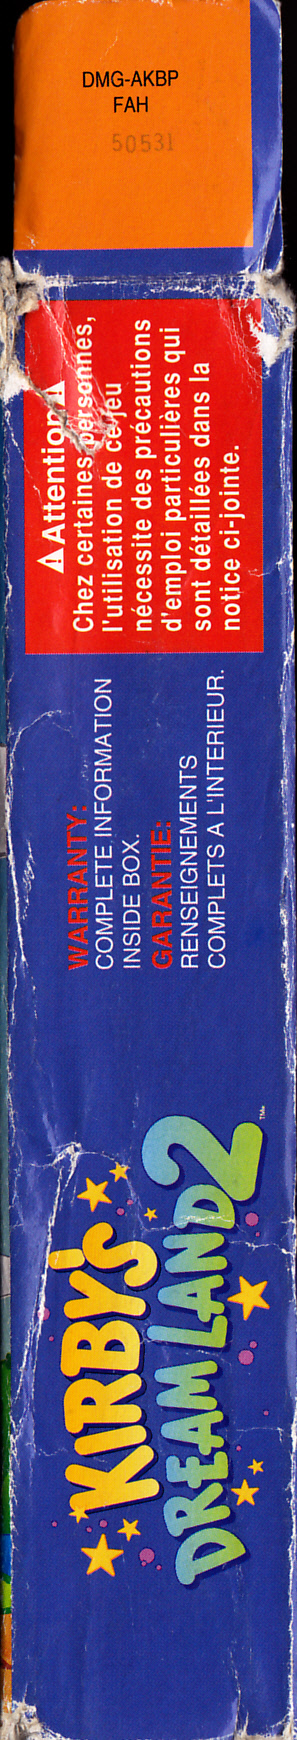 DMG-AKBP
FAH
50531
⚠Attention⚠
Chez certaines personnes,
l'utilisation de ce jeu
nécessite des précautions
d'emploi particulières qui
sont détaillées dans la
notice ci-jointe.
WARRANTY:
COMPLETE INFORMATION
INSIDE BOX.
GARANTIE:
RENSEIGNEMENTS
COMPLETS A L'INTERIEUR.
KIRBY'S
DREAM LAND 2™